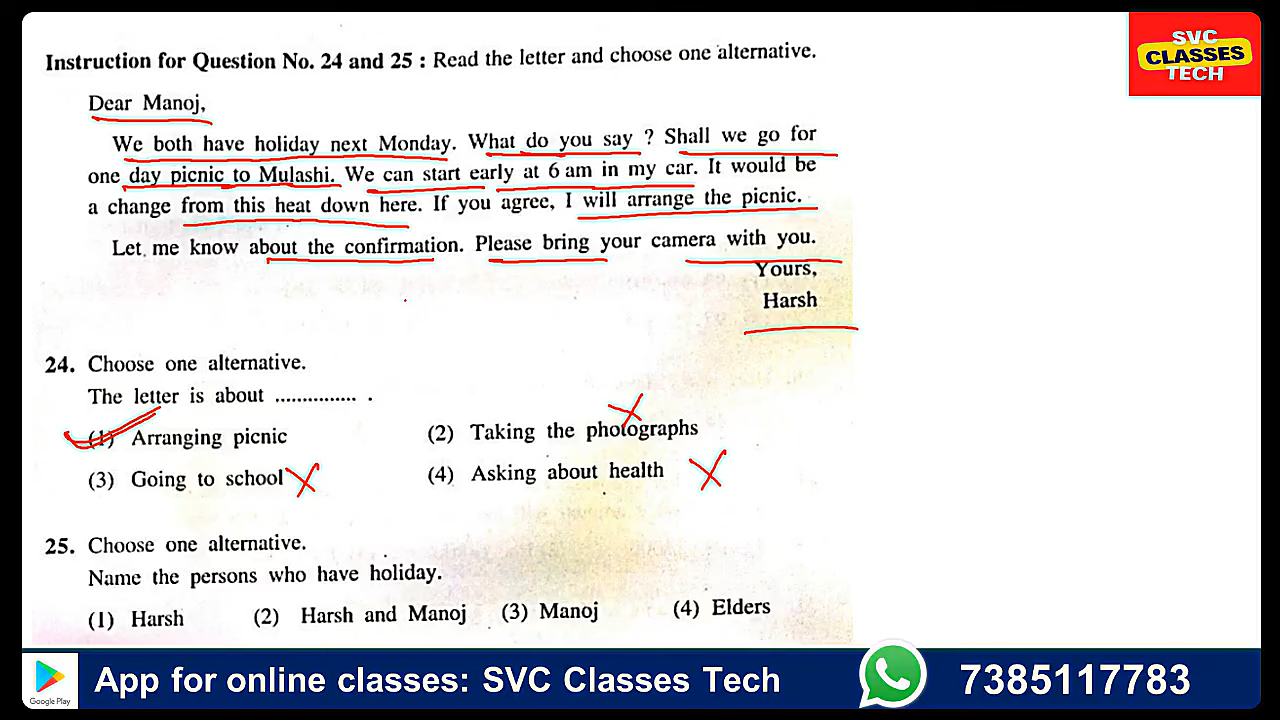 SVC
CLASSES
TECH
Instruction for Question No. 24 and 25 : Read the letter and choose one alternative.
Dear Manoj,
We both have holiday next Monday. What do you say ? Shall we go for
one day picnic to Mulashi. We can start early at 6 am in my car. It would be
a change from this heat down here. If you agree, I will arrange the picnic.
Let me know about the confirmation. Please bring your camera with you.
Yours,
Harsh
24. Choose one alternative.
The letter is about ............... .
(1) Arranging picnic (2) Taking the photographs
(3) Going to school (4) Asking about health
25. Choose one alternative.
Name the persons who have holiday.
(1) Harsh (2) Harsh and Manoj (3) Manoj (4) Elders
Google Play
App for online classes: SVC Classes Tech
7385117783